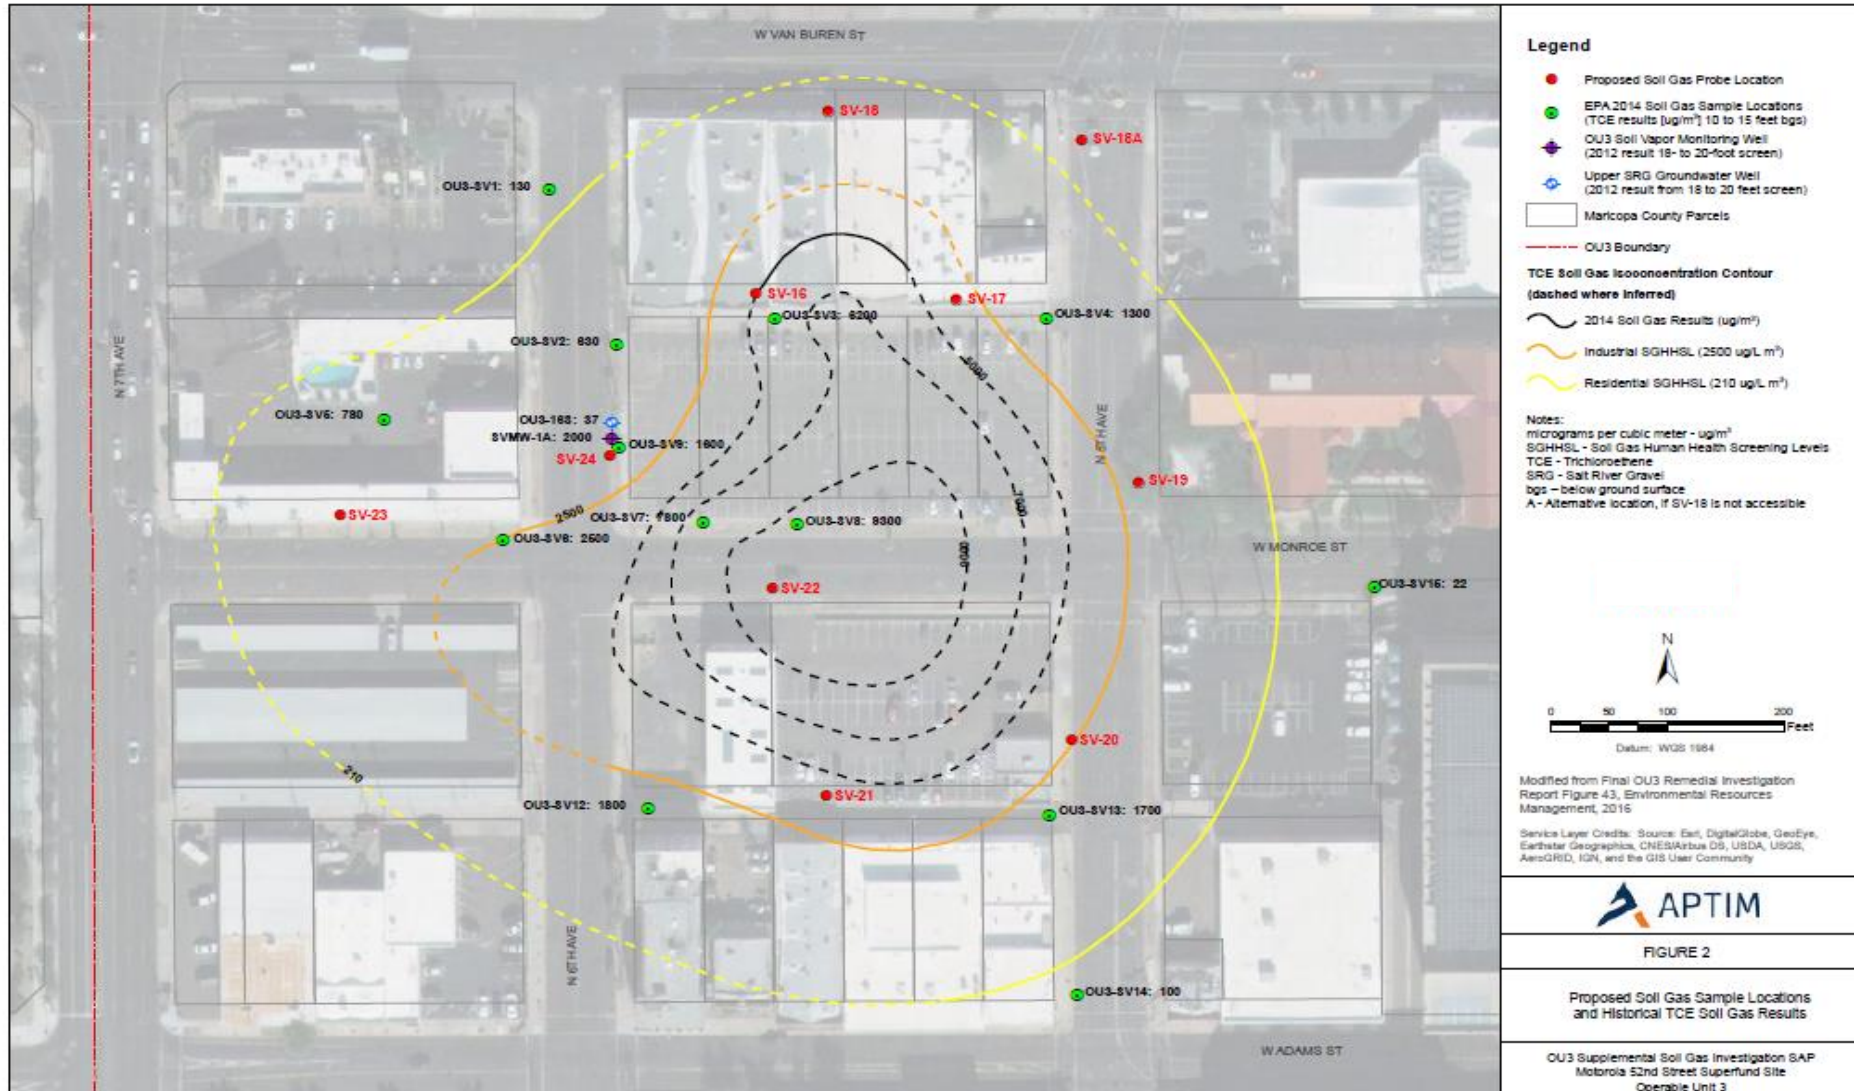 W VAN BUREN ST
SV-18
SV-18A
OU3-SV1: 130
SV-16
SV-17
OU3-SV3: 6200
OU3-SV4: 1300
OU3-SV2: 630
N 7TH AVE
5000
OU3-SV5: 780
OU3-16S: 37
SVMW-1A: 2000
OU3-SV9: 1600
SV-24
N 5TH AVE
SV-19
7000
SV-23
2500
OU3-SV7: 1800
OU3-SV8: 9300
OU3-SV6: 2500
9000
W MONROE ST
SV-22
OU3-SV15: 22
SV-20
210
SV-21
OU3-SV12: 1800
OU3-SV13: 1700
N 6TH AVE
OU3-SV14: 100
W ADAMS ST
Legend
Proposed Soil Gas Probe Location
EPA 2014 Soil Gas Sample Locations
(TCE results [ug/m³] 10 to 15 feet bgs)
OU3 Soil Vapor Monitoring Well
(2012 result 18- to 20-foot screen)
Upper SRG Groundwater Well
(2012 result from 18 to 20 feet screen)
Maricopa County Parcels
OU3 Boundary
TCE Soil Gas Isoconcentration Contour
(dashed where inferred)
2014 Soil Gas Results (ug/m³)
Industrial SGHHSL (2500 ug/L m³)
Residential SGHHSL (210 ug/L m³)
Notes:
micrograms per cubic meter - ug/m³
SGHHSL - Soil Gas Human Health Screening Levels
TCE - Trichloroethene
SRG - Salt River Gravel
bgs – below ground surface
A - Alternative location, if SV-18 is not accessible
N
0 50 100 200
Feet
Datum: WGS 1984
Modified from Final OU3 Remedial Investigation
Report Figure 43, Environmental Resources
Management, 2016
Service Layer Credits: Source: Esri, DigitalGlobe, GeoEye,
Earthstar Geographics, CNES/Airbus DS, USDA, USGS,
AeroGRID, IGN, and the GIS User Community
APTIM
FIGURE 2
Proposed Soil Gas Sample Locations
and Historical TCE Soil Gas Results
OU3 Supplemental Soil Gas Investigation SAP
Motorola 52nd Street Superfund Site
Operable Unit 3